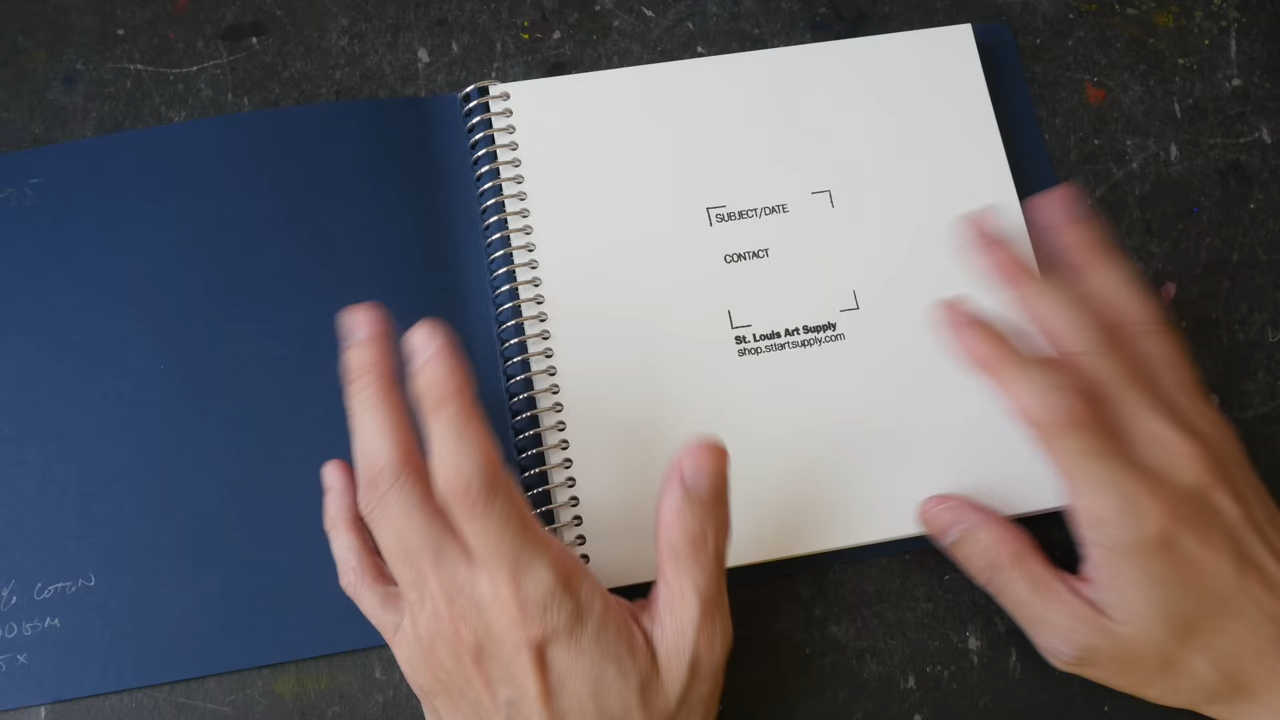 SUBJECT/DATE
CONTACT
St. Louis Art Supply
shop.stlartsupply.com
% COTTON